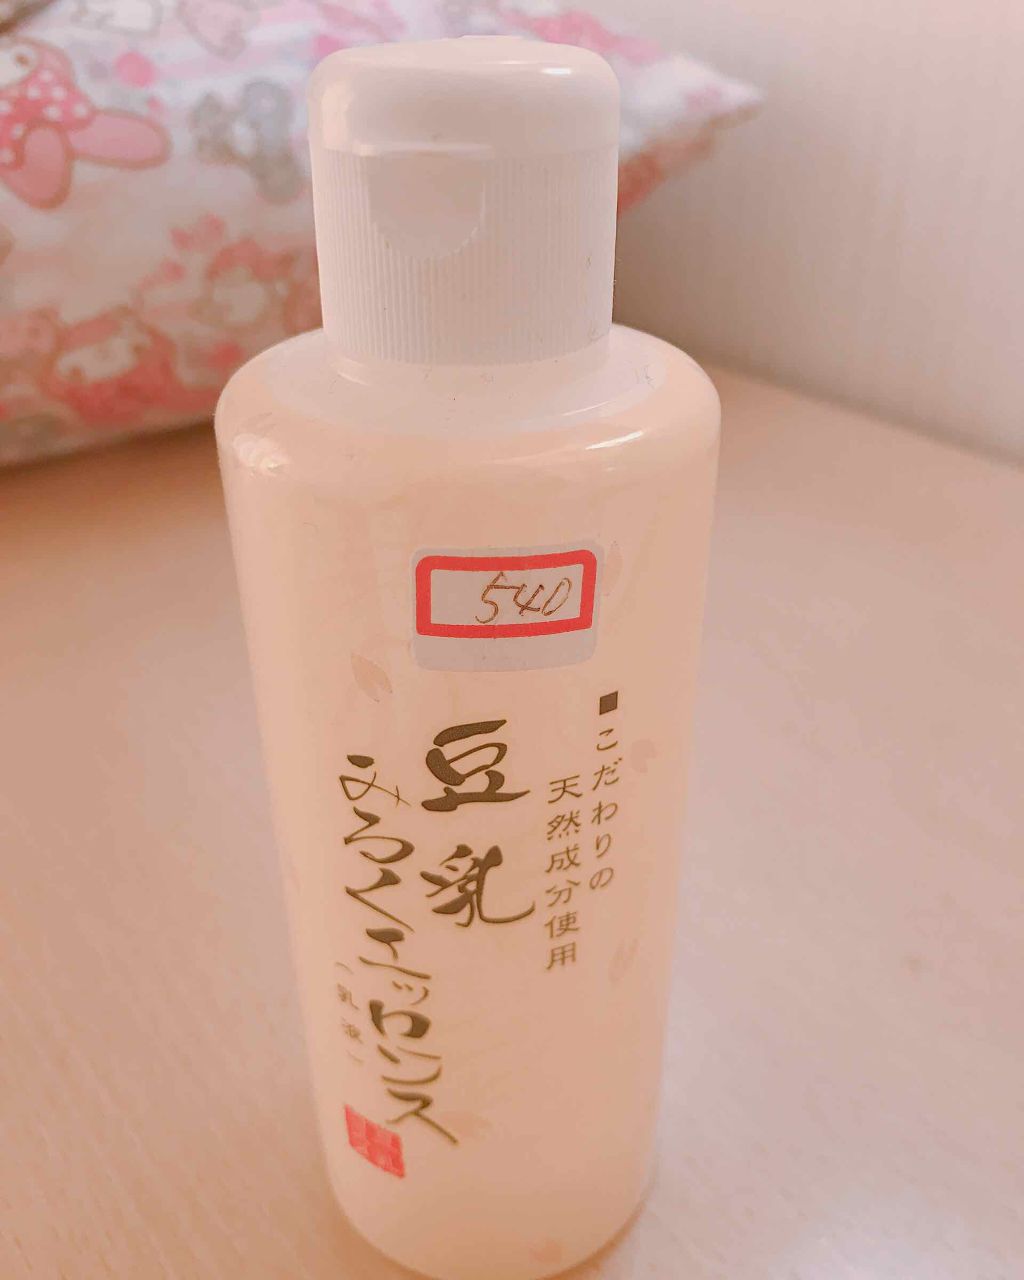 540
■こだわりの
天然成分使用
豆乳
みろくエッセンス
(乳液)